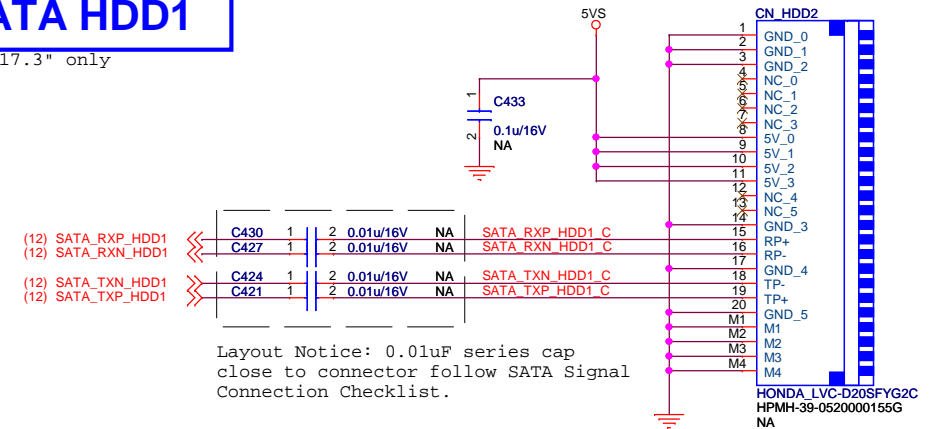 ATA HDD1
17.3" only
5VS
1
C433
0.1u/16V
2
NA
CN_HDD2
1 GND_0
2 GND_1
3 GND_2
4 NC_0
5 NC_1
6 NC_2
7 NC_3
8 5V_0
9 5V_1
10 5V_2
11 5V_3
12 NC_4
13 NC_5
14 GND_3
15 RP+
16 RP-
17 GND_4
18 TP-
19 TP+
20 GND_5
M1 M1
M2 M2
M3 M3
M4 M4
HONDA_LVC-D20SFYG2C
HPMH-39-0520000155G
NA
(12) SATA_RXP_HDD1 C430 1 2 0.01u/16V NA SATA_RXP_HDD1_C
(12) SATA_RXN_HDD1 C427 1 2 0.01u/16V NA SATA_RXN_HDD1_C
(12) SATA_TXN_HDD1 C424 1 2 0.01u/16V NA SATA_TXN_HDD1_C
(12) SATA_TXP_HDD1 C421 1 2 0.01u/16V NA SATA_TXP_HDD1_C
Layout Notice: 0.01uF series cap
close to connector follow SATA Signal
Connection Checklist.